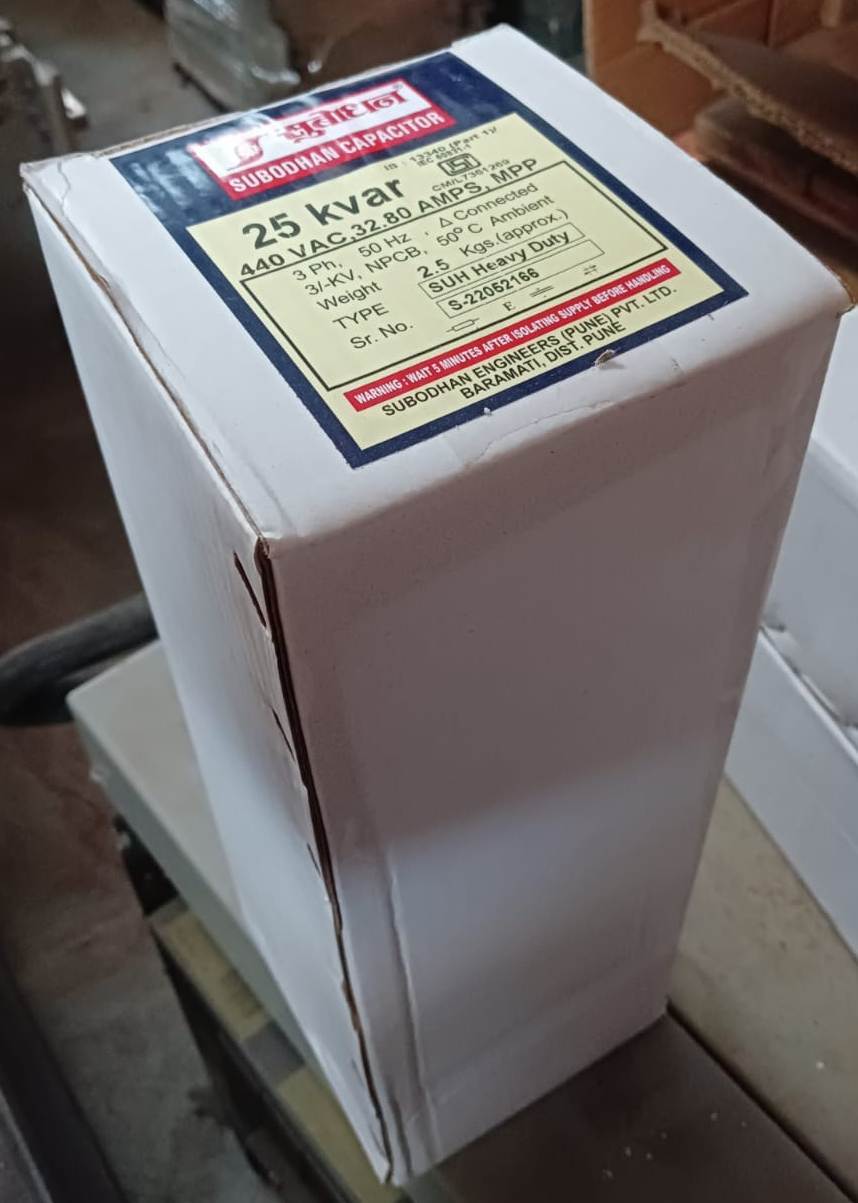 सुबोधन
SUBODHAN CAPACITOR
IS : 13340 (Part 1)/
IEC 60831-1
25 kvar
440 VAC,32.80 AMPS, MPP
3 Ph, 50 Hz , Δ Connected
3/-KV, NPCB, 50° C Ambient
Weight 2.5 Kgs.(approx.)
TYPE SUH Heavy Duty
Sr. No. S-22052166
E
WARNING : WAIT 5 MINUTES AFTER ISOLATING SUPPLY BEFORE HANDLING
SUBODHAN ENGINEERS (PUNE) PVT. LTD.
BARAMATI, DIST. PUNE